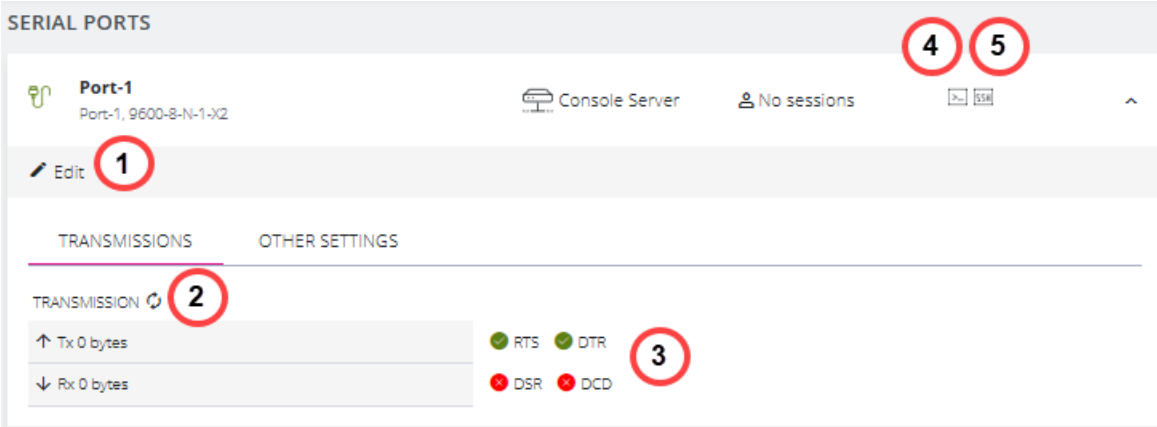 SERIAL PORTS
4 5
Port-1 Console Server No sessions >_ SSH
Port-1, 9600-8-N-1-X2
Edit 1
TRANSMISSIONS OTHER SETTINGS
TRANSMISSION 2
Tx 0 bytes RTS DTR
3
Rx 0 bytes DSR DCD